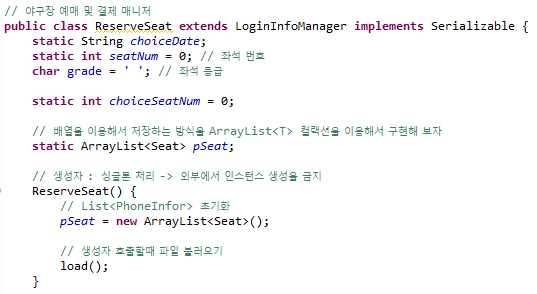 // 야구장 예매 및 결제 매니저
public class ReserveSeat extends LoginInfoManager implements Serializable {
static String choiceDate;
static int seatNum = 0; // 좌석 번호
char grade = ' '; // 좌석 등급
static int choiceSeatNum = 0;
// 배열을 이용해서 저장하는 방식을 ArrayList<T> 컬랙션을 이용해서 구현해 보자
static ArrayList<Seat> pSeat;
// 생성자 : 싱글톤 처리 -> 외부에서 인스턴스 생성을 금지
ReserveSeat() {
// List<PhoneInfor> 초기화
pSeat = new ArrayList<Seat>();
// 생성자 호출할때 파일 불러오기
load();
}